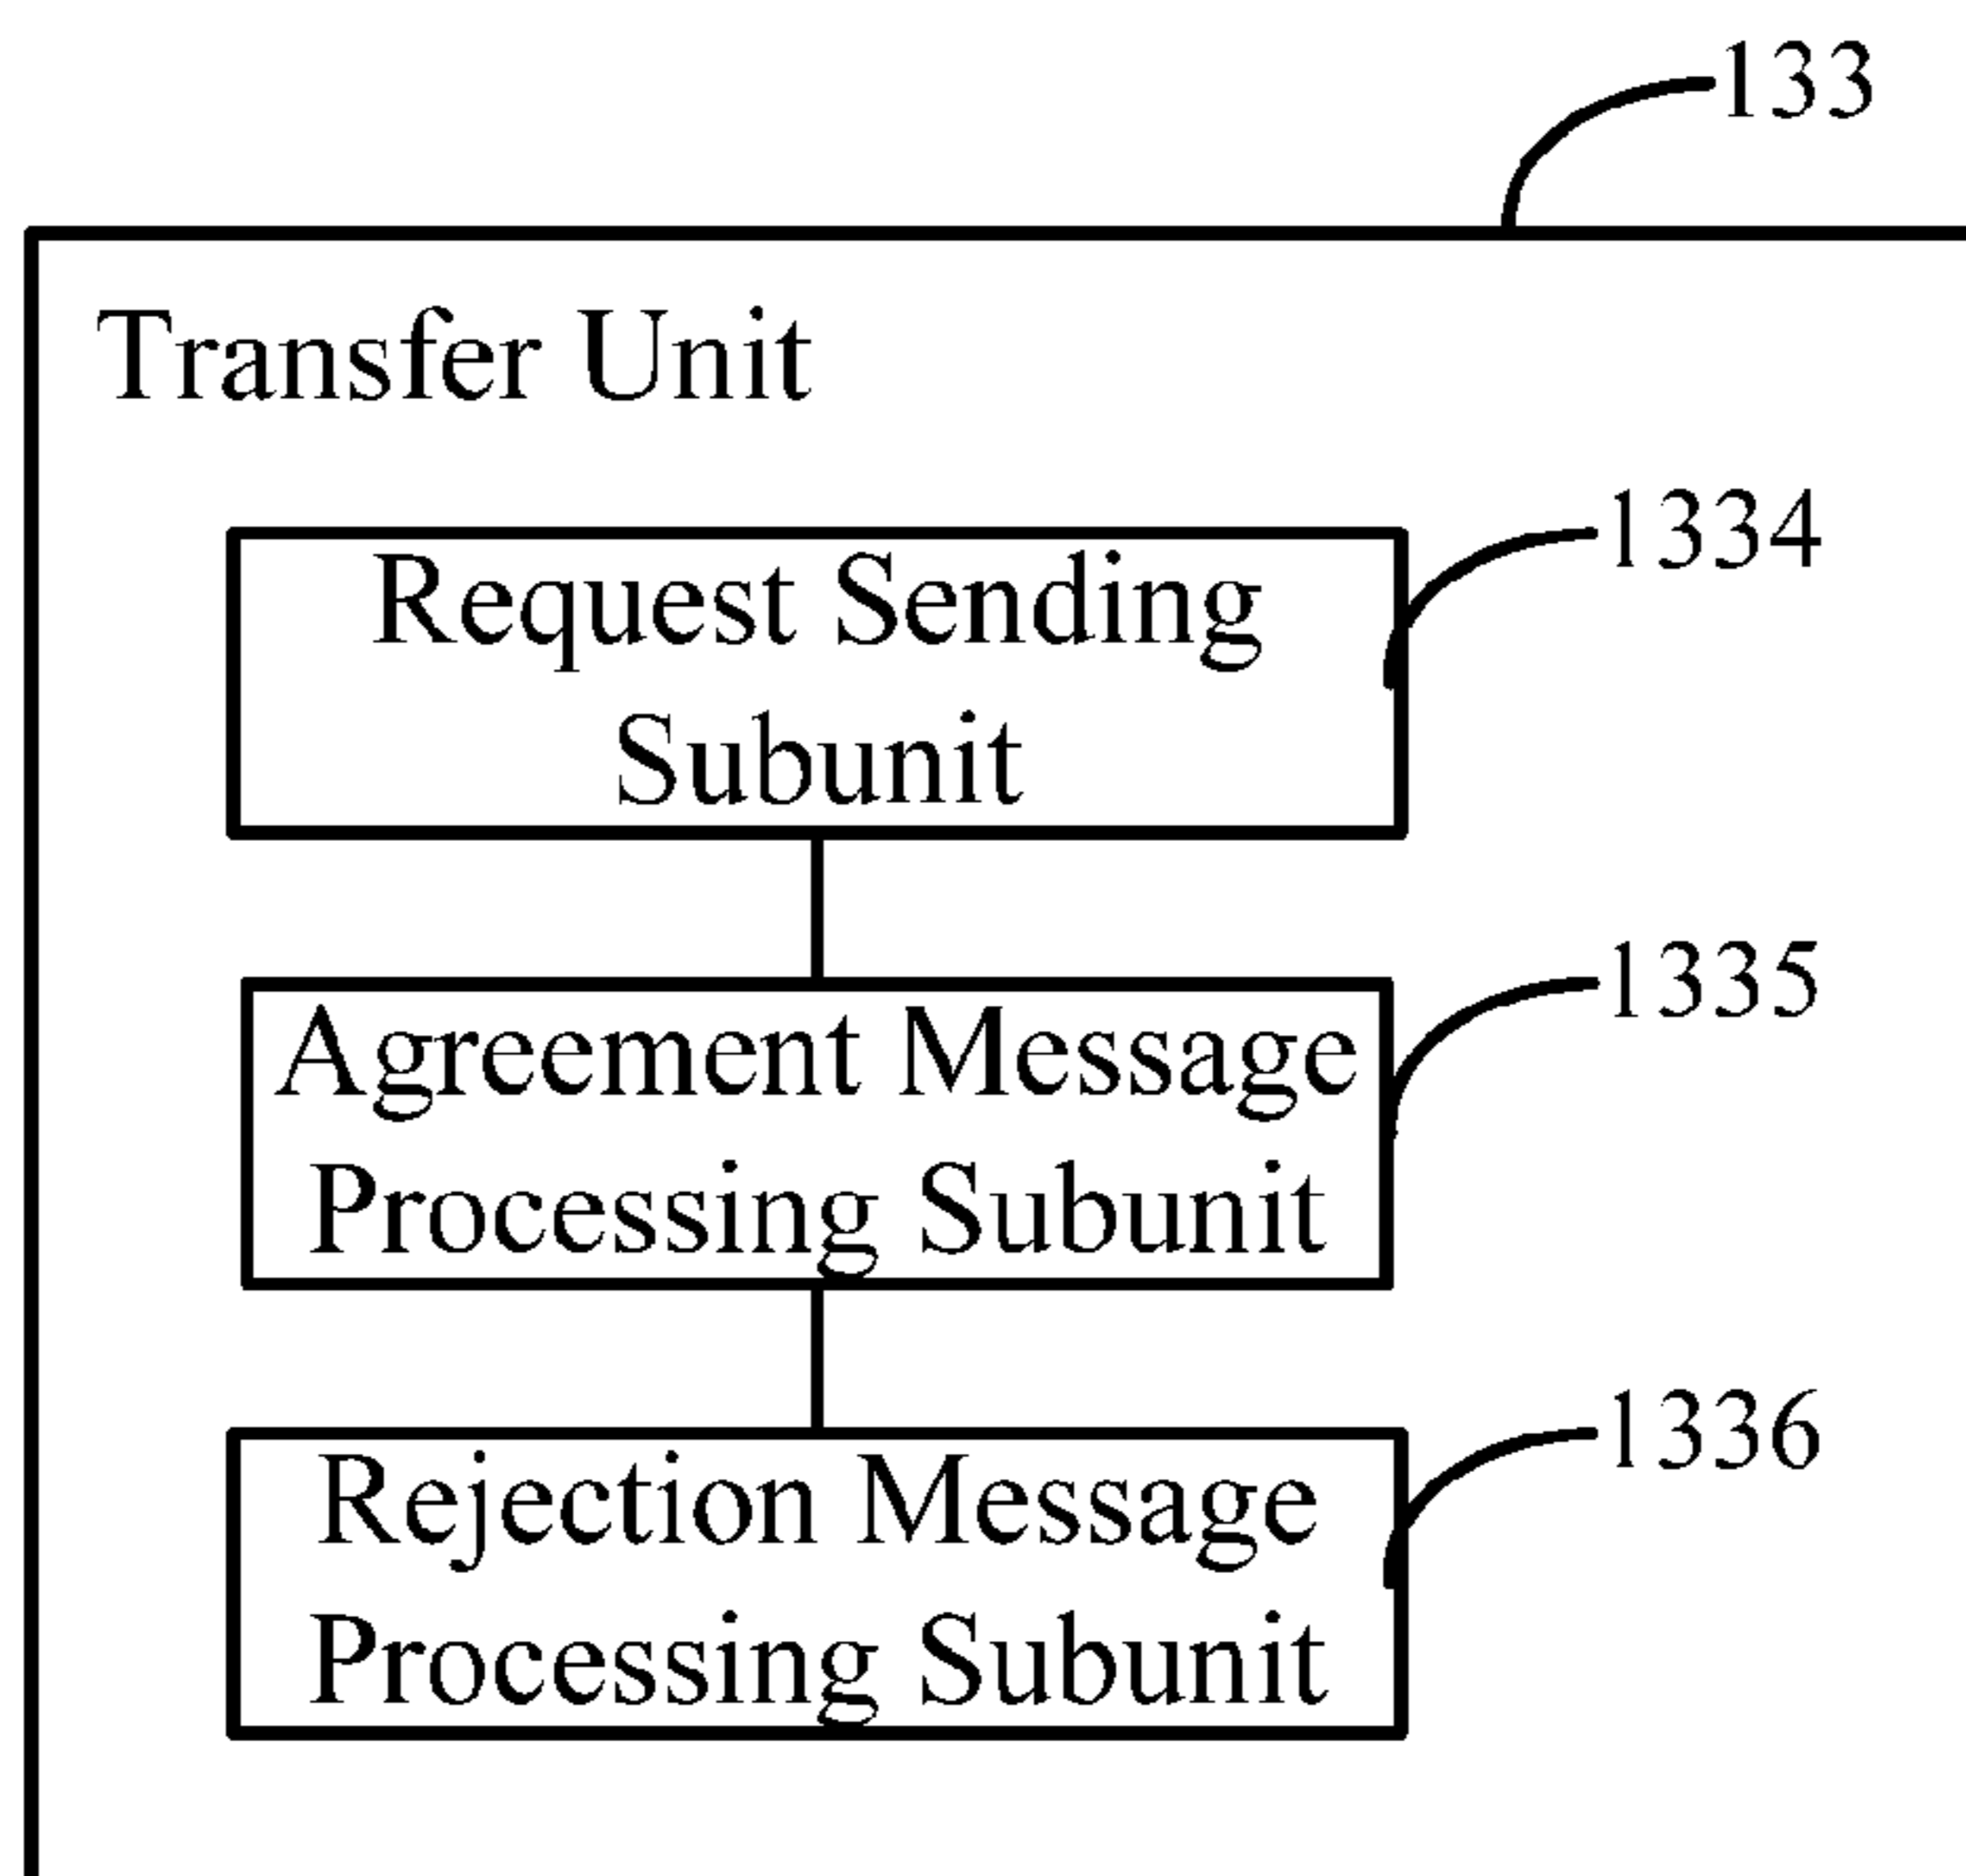 133
Transfer Unit
1334
Request Sending
Subunit
1335
Agreement Message
Processing Subunit
1336
Rejection Message
Processing Subunit